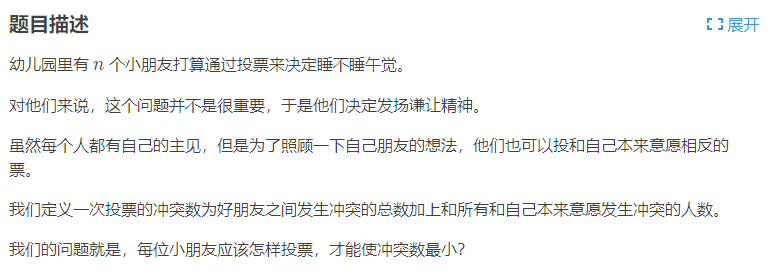 题目描述
展开
幼儿园里有 n 个小朋友打算通过投票来决定睡不睡午觉。
对他们来说，这个问题并不是很重要，于是他们决定发扬谦让精神。
虽然每个人都有自己的主见，但是为了照顾一下自己朋友的想法，他们也可以投和自己本来意愿相反的
票。
我们定义一次投票的冲突数为好朋友之间发生冲突的总数加上和所有和自己本来意愿发生冲突的人数。
我们的问题就是，每位小朋友应该怎样投票，才能使冲突数最小？